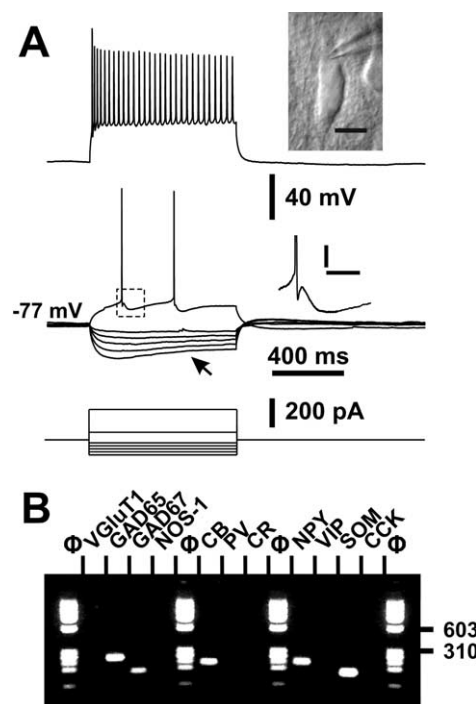 A
40 mV
-77 mV
400 ms
200 pA
B
Φ VGluT1 GAD65 GAD67 NOS-1 Φ CB PV CR Φ NPY VIP SOM CCK Φ
603
310